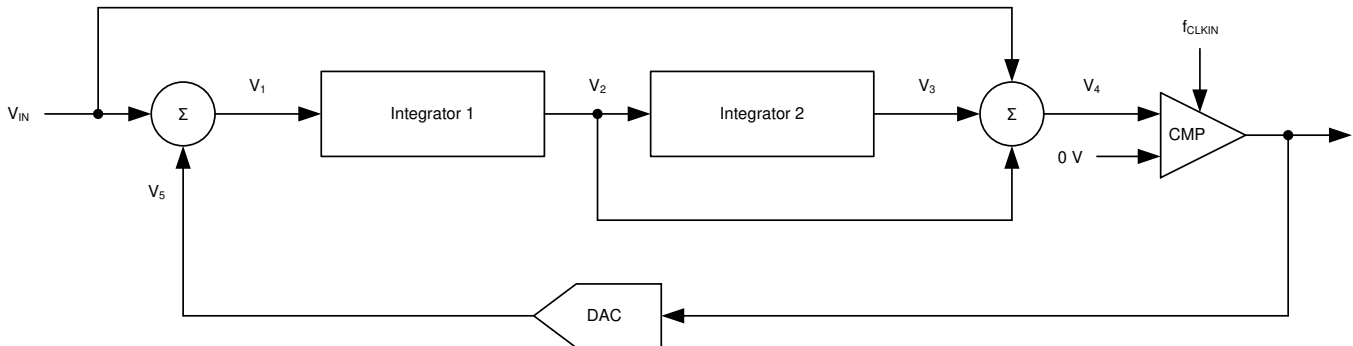 f_CLKIN
V_IN
Σ
V_1
Integrator 1
V_2
Integrator 2
V_3
Σ
V_4
CMP
0 V
V_5
DAC